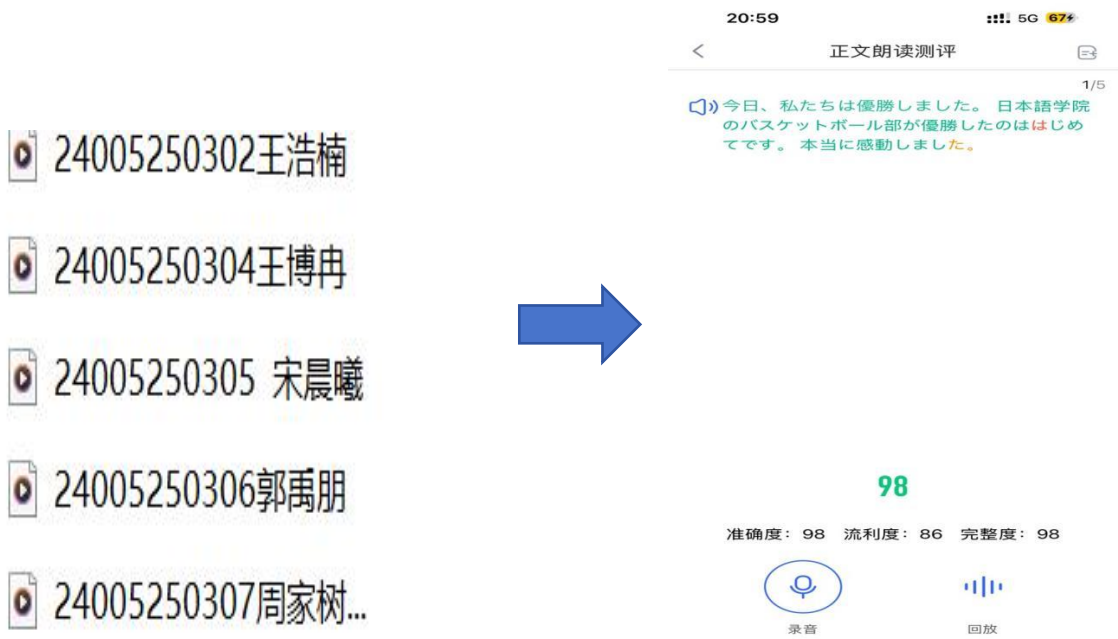 24005250302王浩楠
24005250304王博冉
24005250305 宋晨曦
24005250306郭禹朋
24005250307周家树...
20:59
5G 67
正文朗读测评
1/5
今日、私たちは優勝しました。 日本語学院
のバスケットボール部が優勝したのははじめ
てです。 本当に感動しました。
98
准确度: 98 流利度: 86 完整度: 98
录音 回放